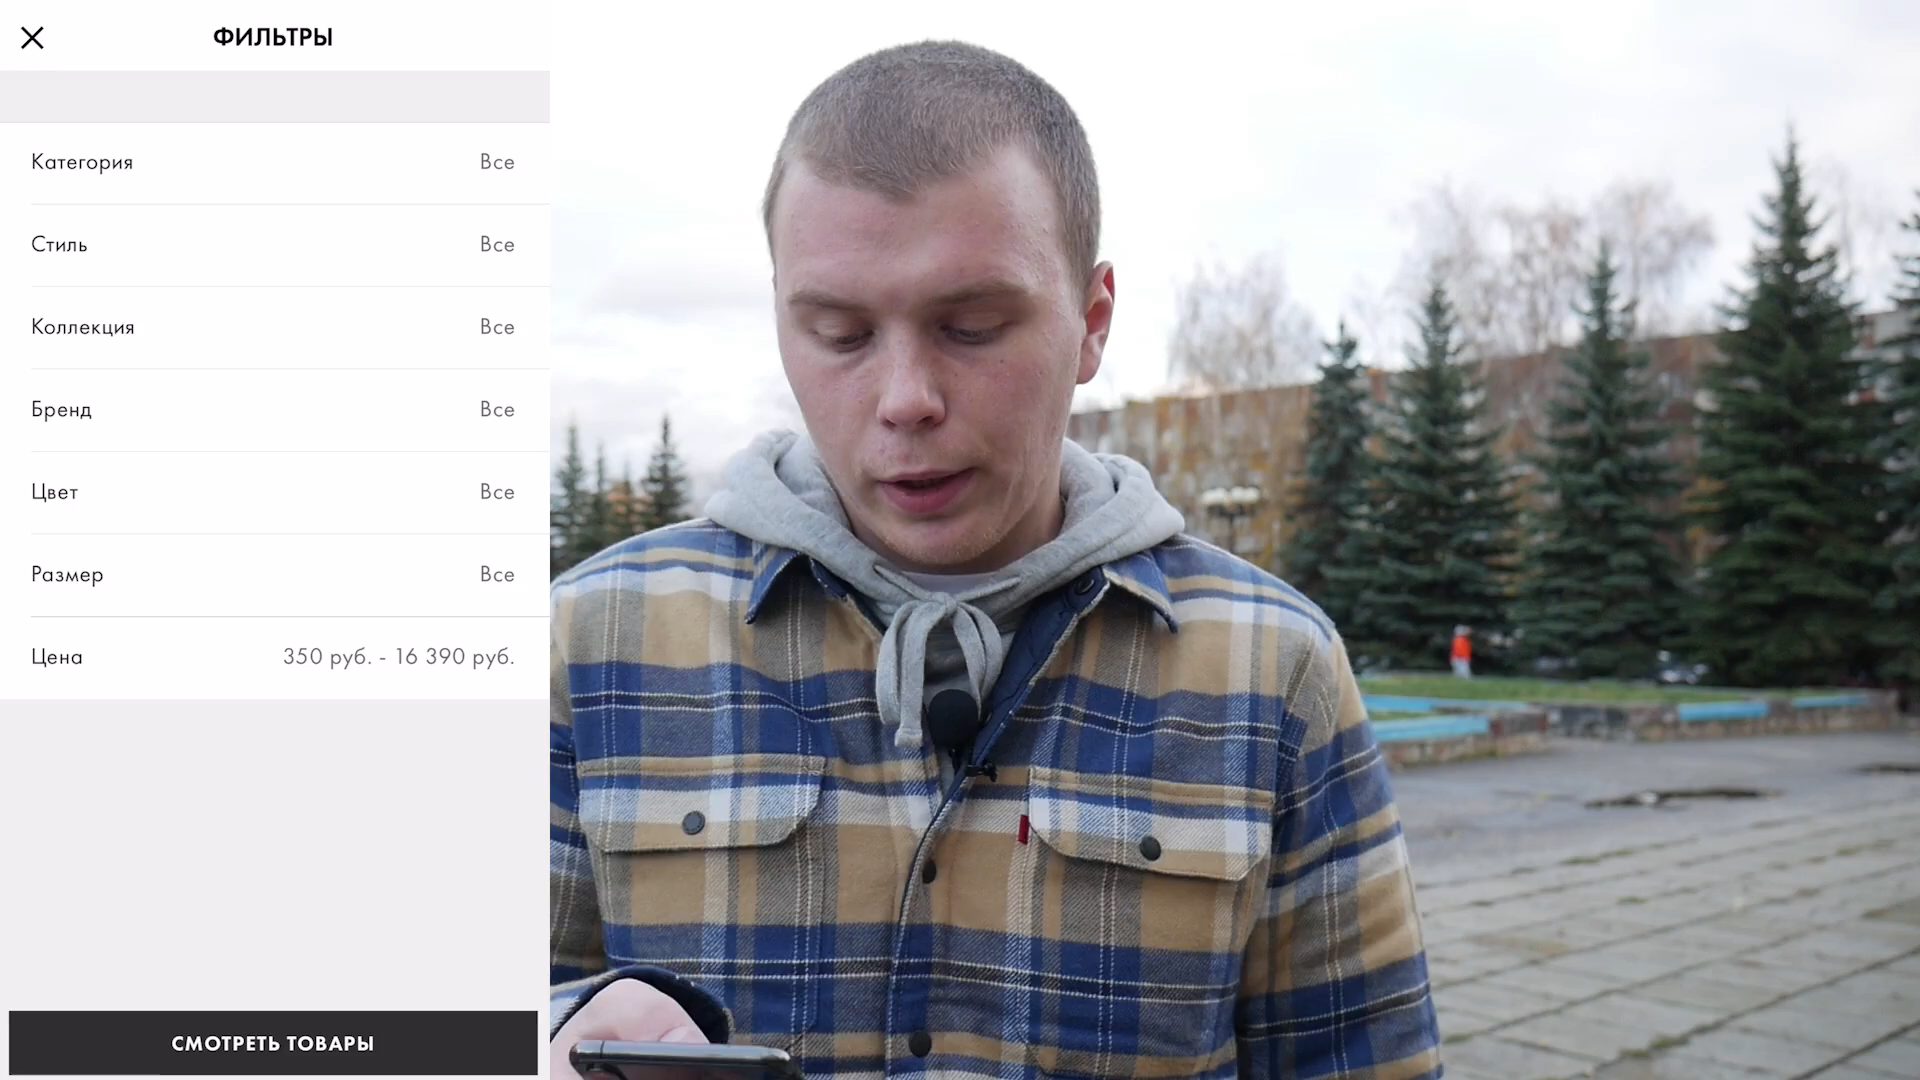 ФИЛЬТРЫ
Категория Все
Стиль Все
Коллекция Все
Бренд Все
Цвет Все
Размер Все
Цена 350 руб. - 16 390 руб.
СМОТРЕТЬ ТОВАРЫ